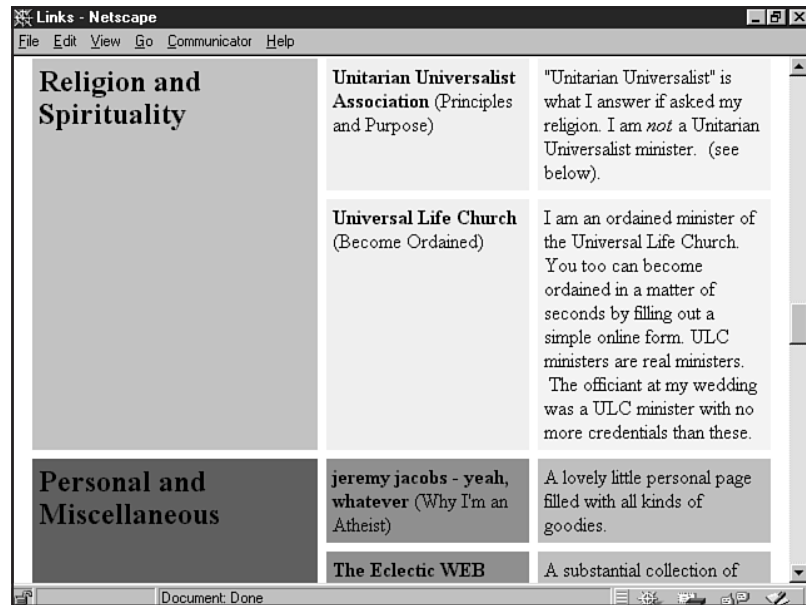 Links - Netscape
File Edit View Go Communicator Help
Religion and
Spirituality
Unitarian Universalist
Association (Principles
and Purpose)
"Unitarian Universalist" is
what I answer if asked my
religion. I am not a Unitarian
Universalist minister. (see
below).
Universal Life Church
(Become Ordained)
I am an ordained minister of
the Universal Life Church.
You too can become
ordained in a matter of
seconds by filling out a
simple online form. ULC
ministers are real ministers.
The officiant at my wedding
was a ULC minister with no
more credentials than these.
Personal and
Miscellaneous
jeremy jacobs - yeah,
whatever (Why I'm an
Atheist)
A lovely little personal page
filled with all kinds of
goodies.
The Eclectic WEB
A substantial collection of
Document: Done